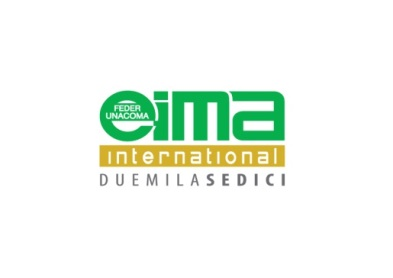 eima
FEDER
UNACOMA
international
DUEMILASEDICI